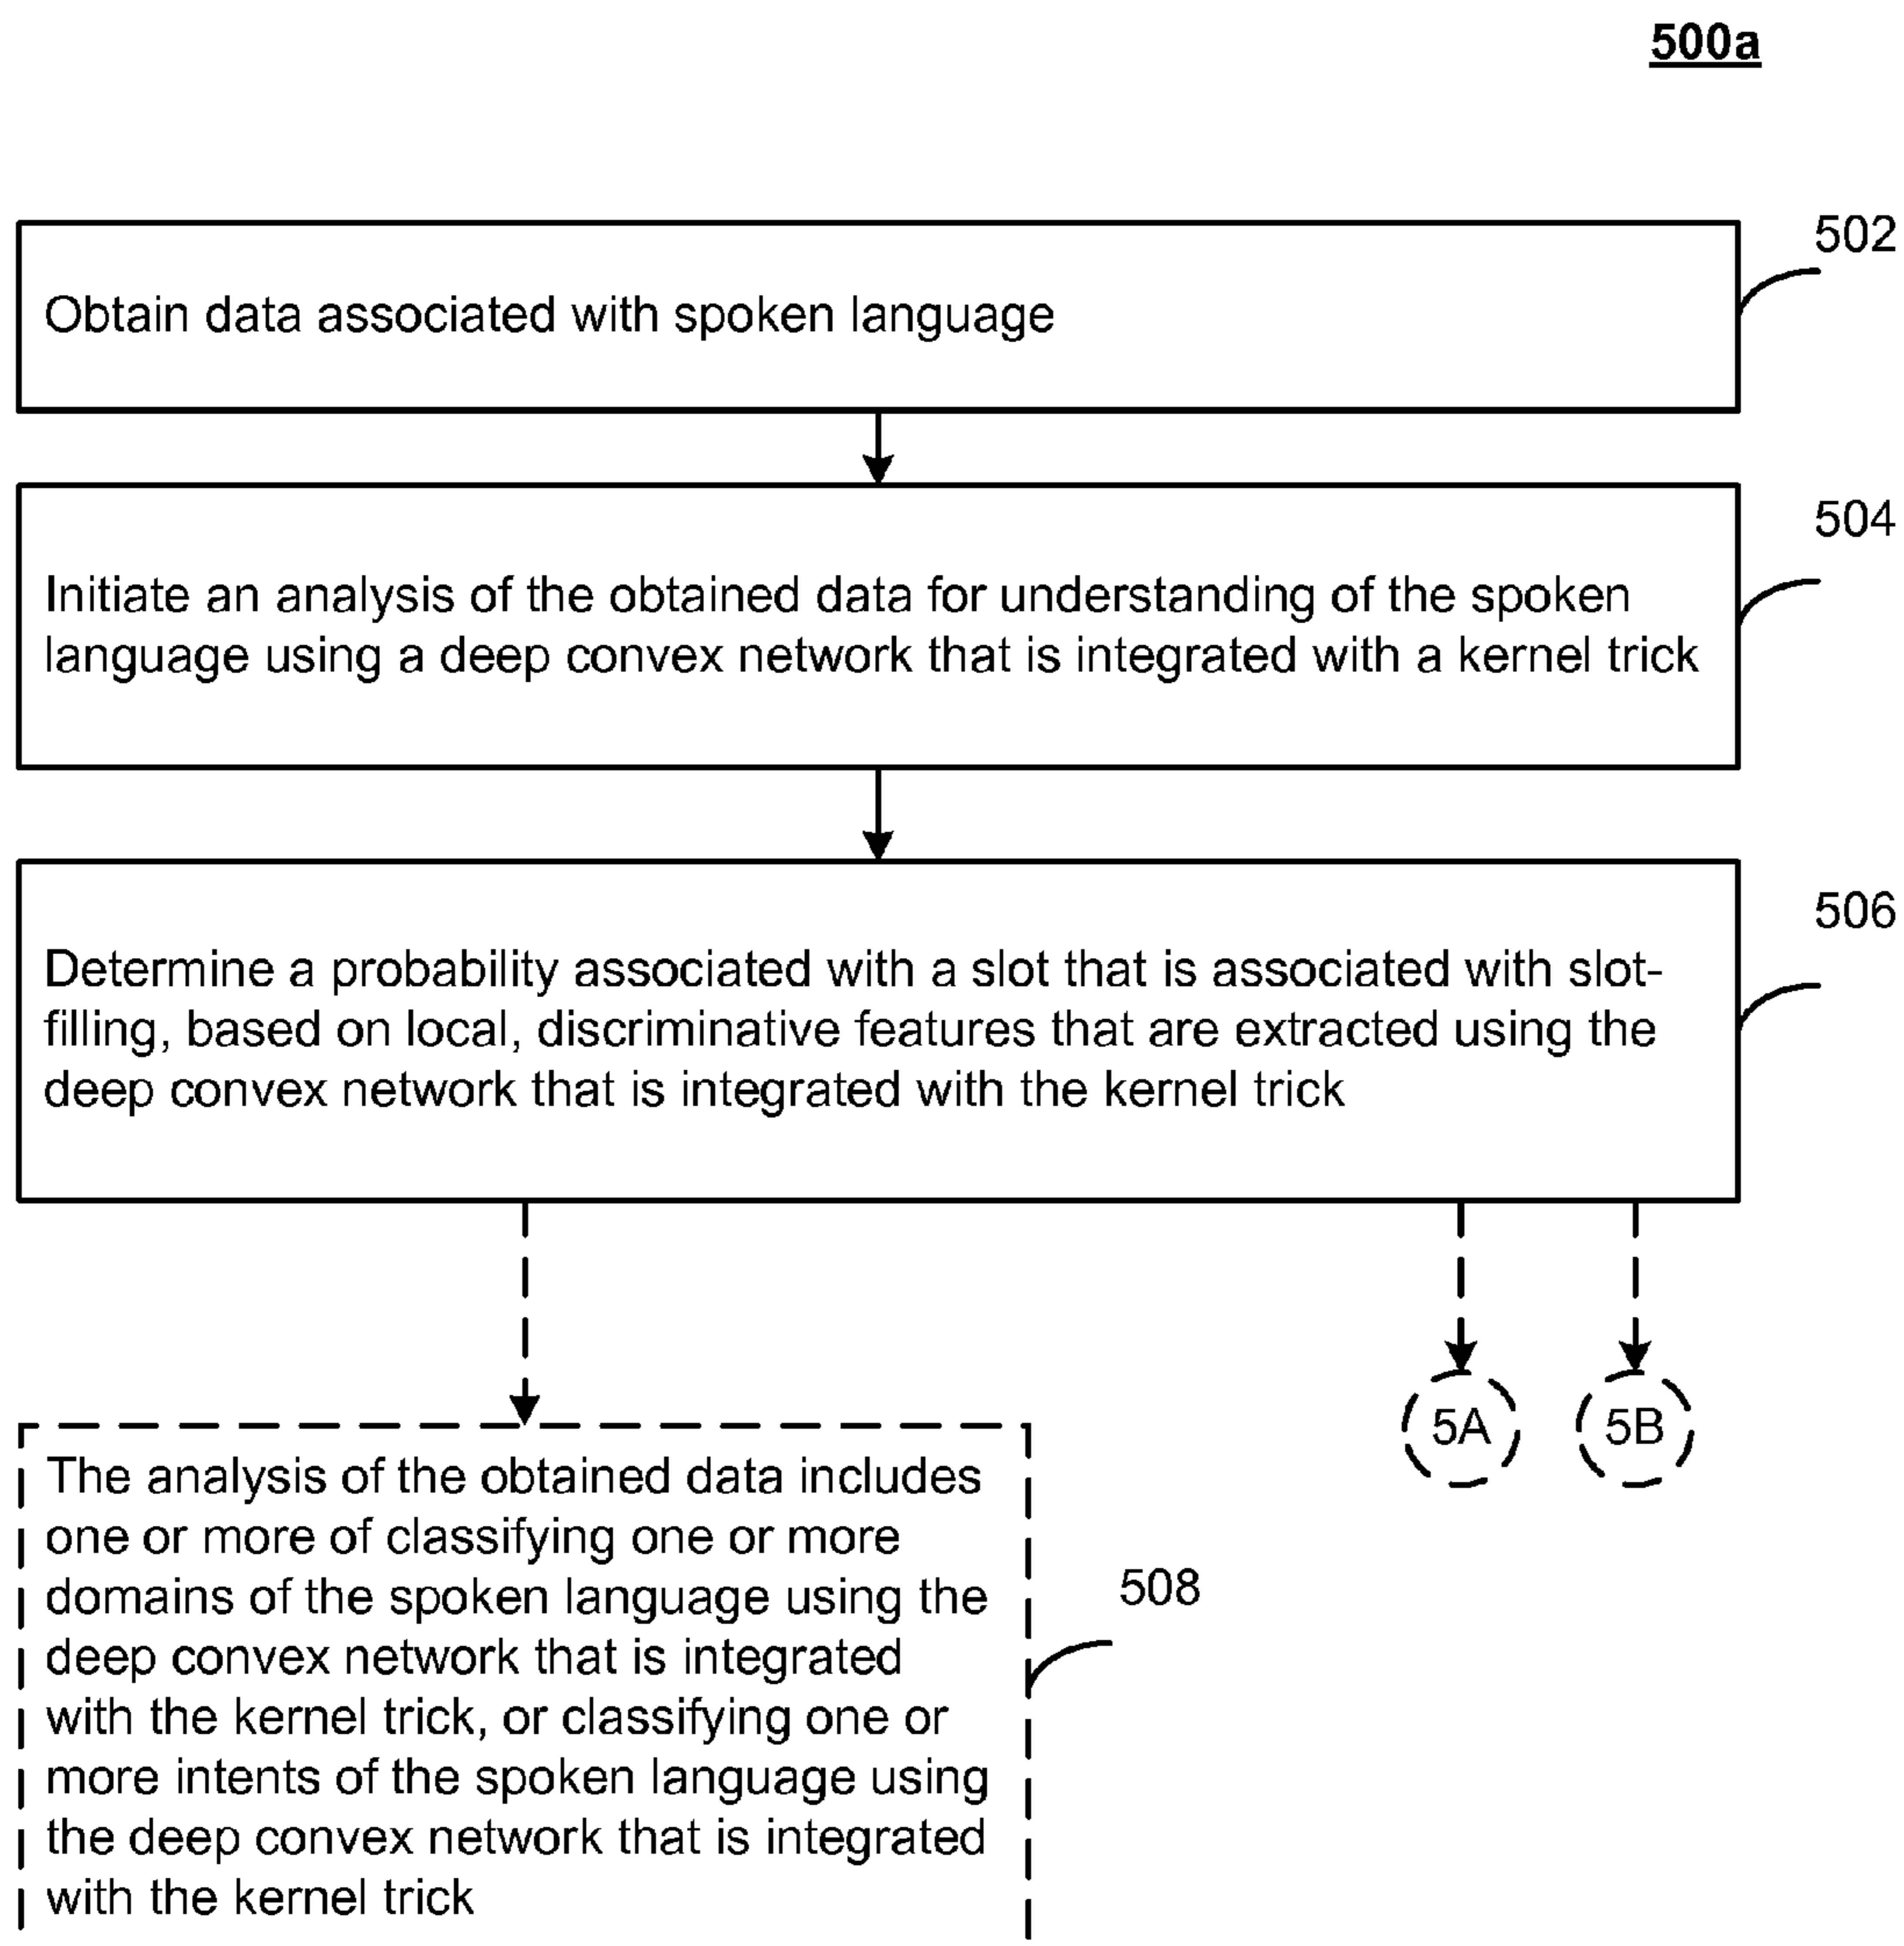 500a
502
Obtain data associated with spoken language
504
Initiate an analysis of the obtained data for understanding of the spoken
language using a deep convex network that is integrated with a kernel trick
506
Determine a probability associated with a slot that is associated with slot-
filling, based on local, discriminative features that are extracted using the
deep convex network that is integrated with the kernel trick
5A
5B
The analysis of the obtained data includes
one or more of classifying one or more
domains of the spoken language using the
deep convex network that is integrated
with the kernel trick, or classifying one or
more intents of the spoken language using
the deep convex network that is integrated
with the kernel trick
508